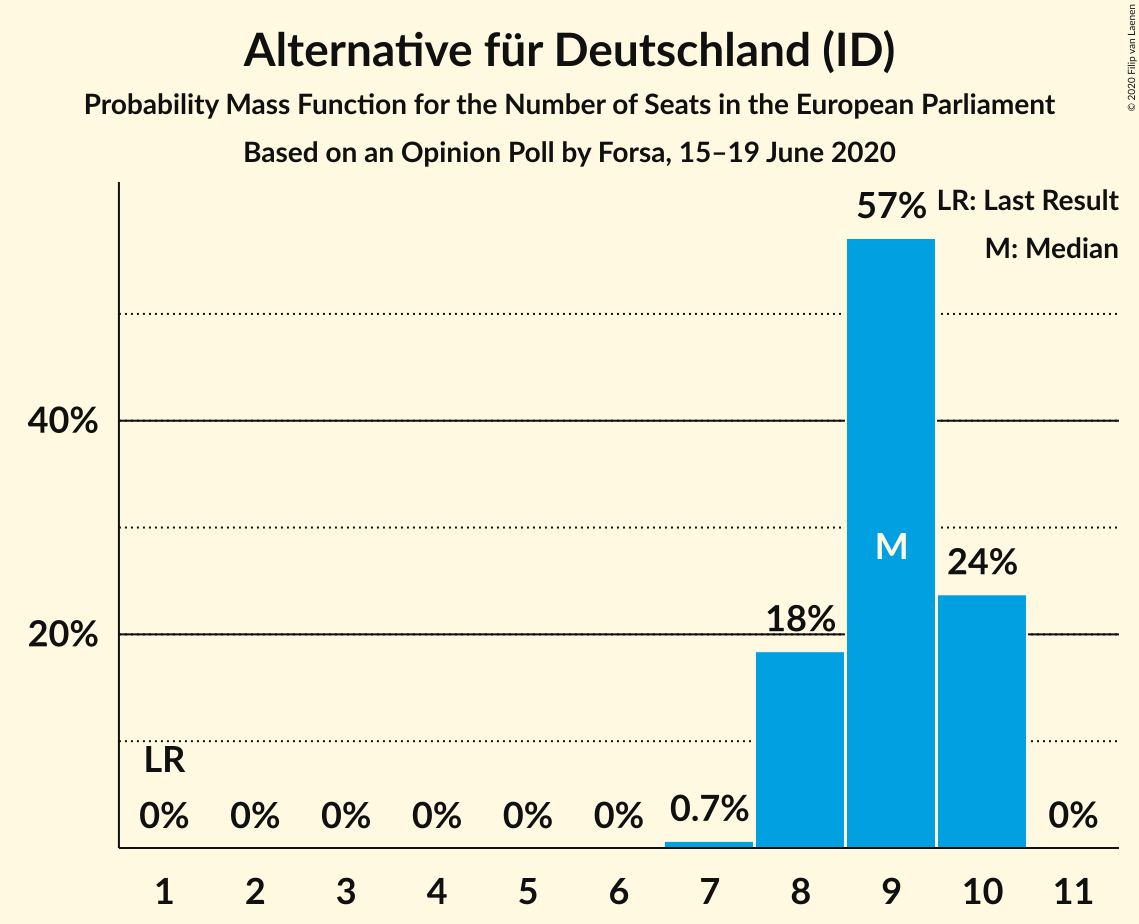 Alternative für Deutschland (ID)
Probability Mass Function for the Number of Seats in the European Parliament
Based on an Opinion Poll by Forsa, 15–19 June 2020
© 2020 Filip van Laenen
LR: Last Result
M: Median
57%
40%
M
24%
18%
20%
LR
0% 0% 0% 0% 0% 0% 0.7% 0%
1 2 3 4 5 6 7 8 9 10 11